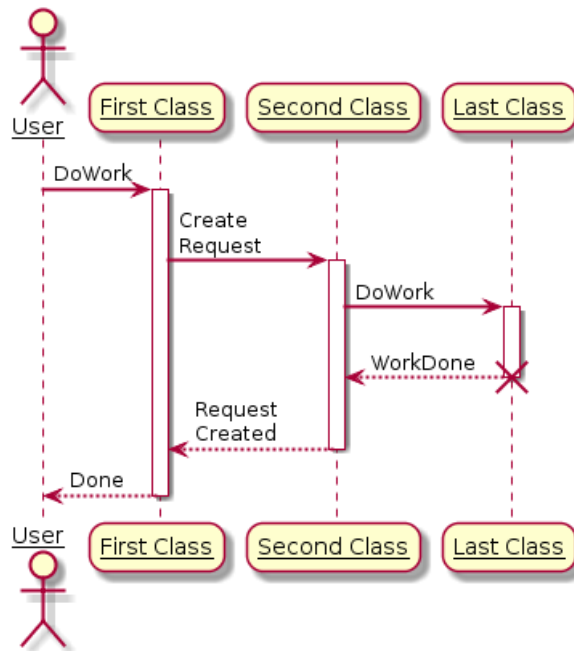 User
First Class
Second Class
Last Class
DoWork
Create
Request
DoWork
WorkDone
Request
Created
Done
User
First Class
Second Class
Last Class